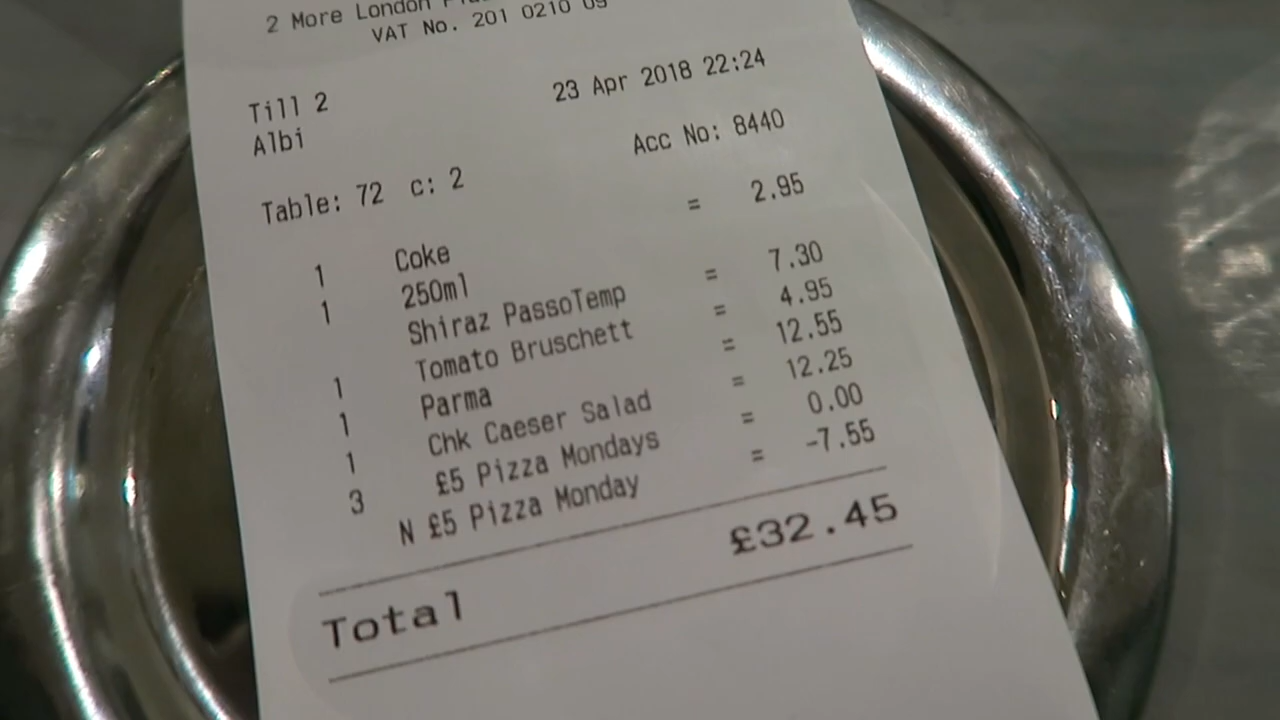 2 More London
VAT No. 201 0210 09
Till 2
Albi 23 Apr 2018 22:24
Table: 72 c: 2 Acc No: 8440
1 Coke = 2.95
1 250ml
Shiraz PassoTemp = 7.30
1 Tomato Bruschett = 4.95
1 Parma = 12.55
1 Chk Caeser Salad = 12.25
3 £5 Pizza Mondays = 0.00
N £5 Pizza Monday = -7.55
Total £32.45